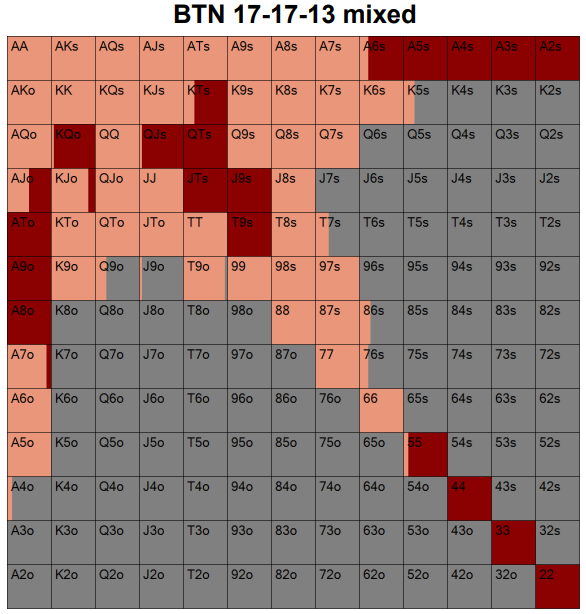 BTN 17-17-13 mixed
AA AKs AQs AJs ATs A9s A8s A7s A6s A5s A4s A3s A2s
AKo KK KQs KJs KTs K9s K8s K7s K6s K5s K4s K3s K2s
AQo KQo QQ QJs QTs Q9s Q8s Q7s Q6s Q5s Q4s Q3s Q2s
AJo KJo QJo JJ JTs J9s J8s J7s J6s J5s J4s J3s J2s
ATo KTo QTo JTo TT T9s T8s T7s T6s T5s T4s T3s T2s
A9o K9o Q9o J9o T9o 99 98s 97s 96s 95s 94s 93s 92s
A8o K8o Q8o J8o T8o 98o 88 87s 86s 85s 84s 83s 82s
A7o K7o Q7o J7o T7o 97o 87o 77 76s 75s 74s 73s 72s
A6o K6o Q6o J6o T6o 96o 86o 76o 66 65s 64s 63s 62s
A5o K5o Q5o J5o T5o 95o 85o 75o 65o 55 54s 53s 52s
A4o K4o Q4o J4o T4o 94o 84o 74o 64o 54o 44 43s 42s
A3o K3o Q3o J3o T3o 93o 83o 73o 63o 53o 43o 33 32s
A2o K2o Q2o J2o T2o 92o 82o 72o 62o 52o 42o 32o 22